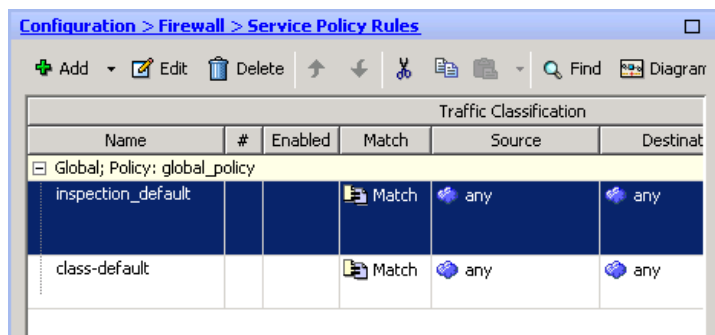 Configuration > Firewall > Service Policy Rules
Add Edit Delete Find Diagram
Traffic Classification
Name # Enabled Match Source Destinat
Global; Policy: global_policy
inspection_default Match any any
class-default Match any any